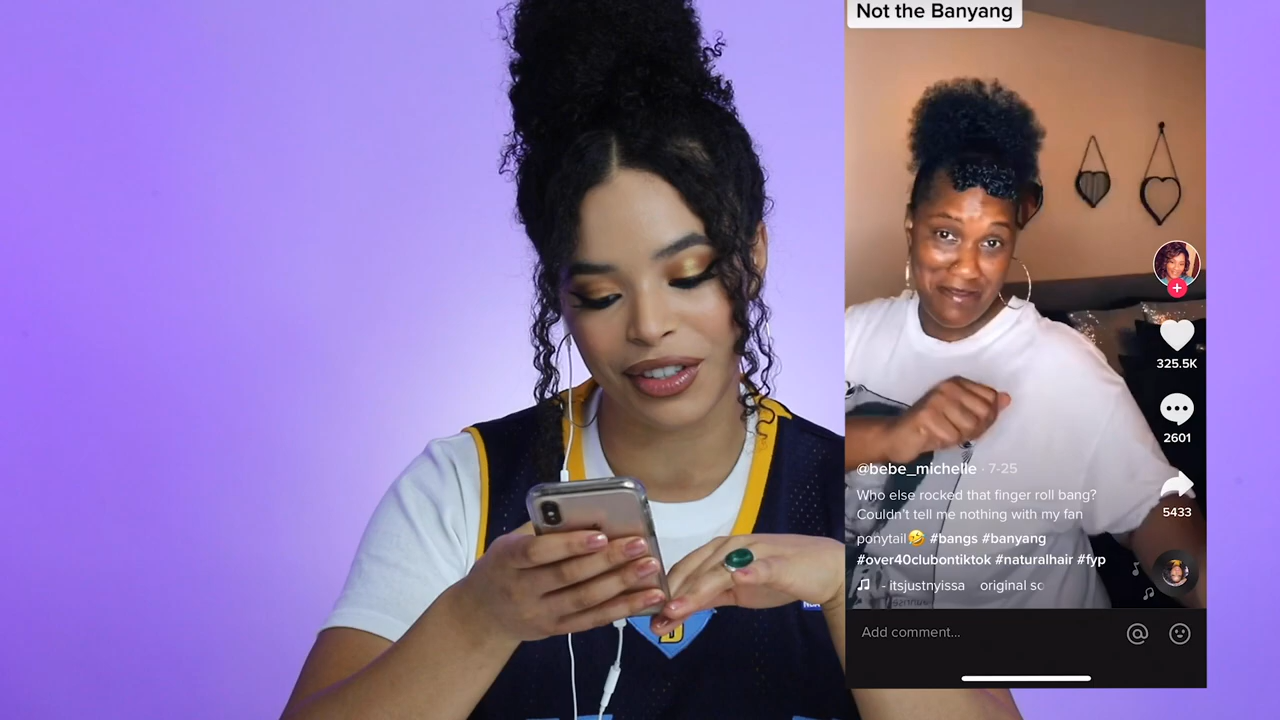 Not the Banyang
325.5K
2601
@bebe_michelle · 7-25
Who else rocked that finger roll bang?
5433
Couldn't tell me nothing with my fan
ponytail🤣 #bangs #banyang
#over40clubontiktok #naturalhair #fyp
- itsjustnyissa original so
Add comment...